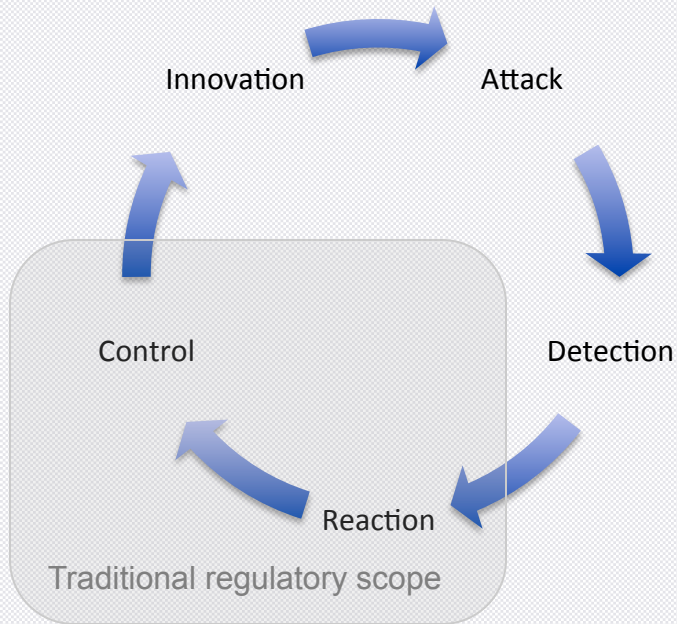 Innovation
Attack
Control
Detection
Reaction
Traditional regulatory scope